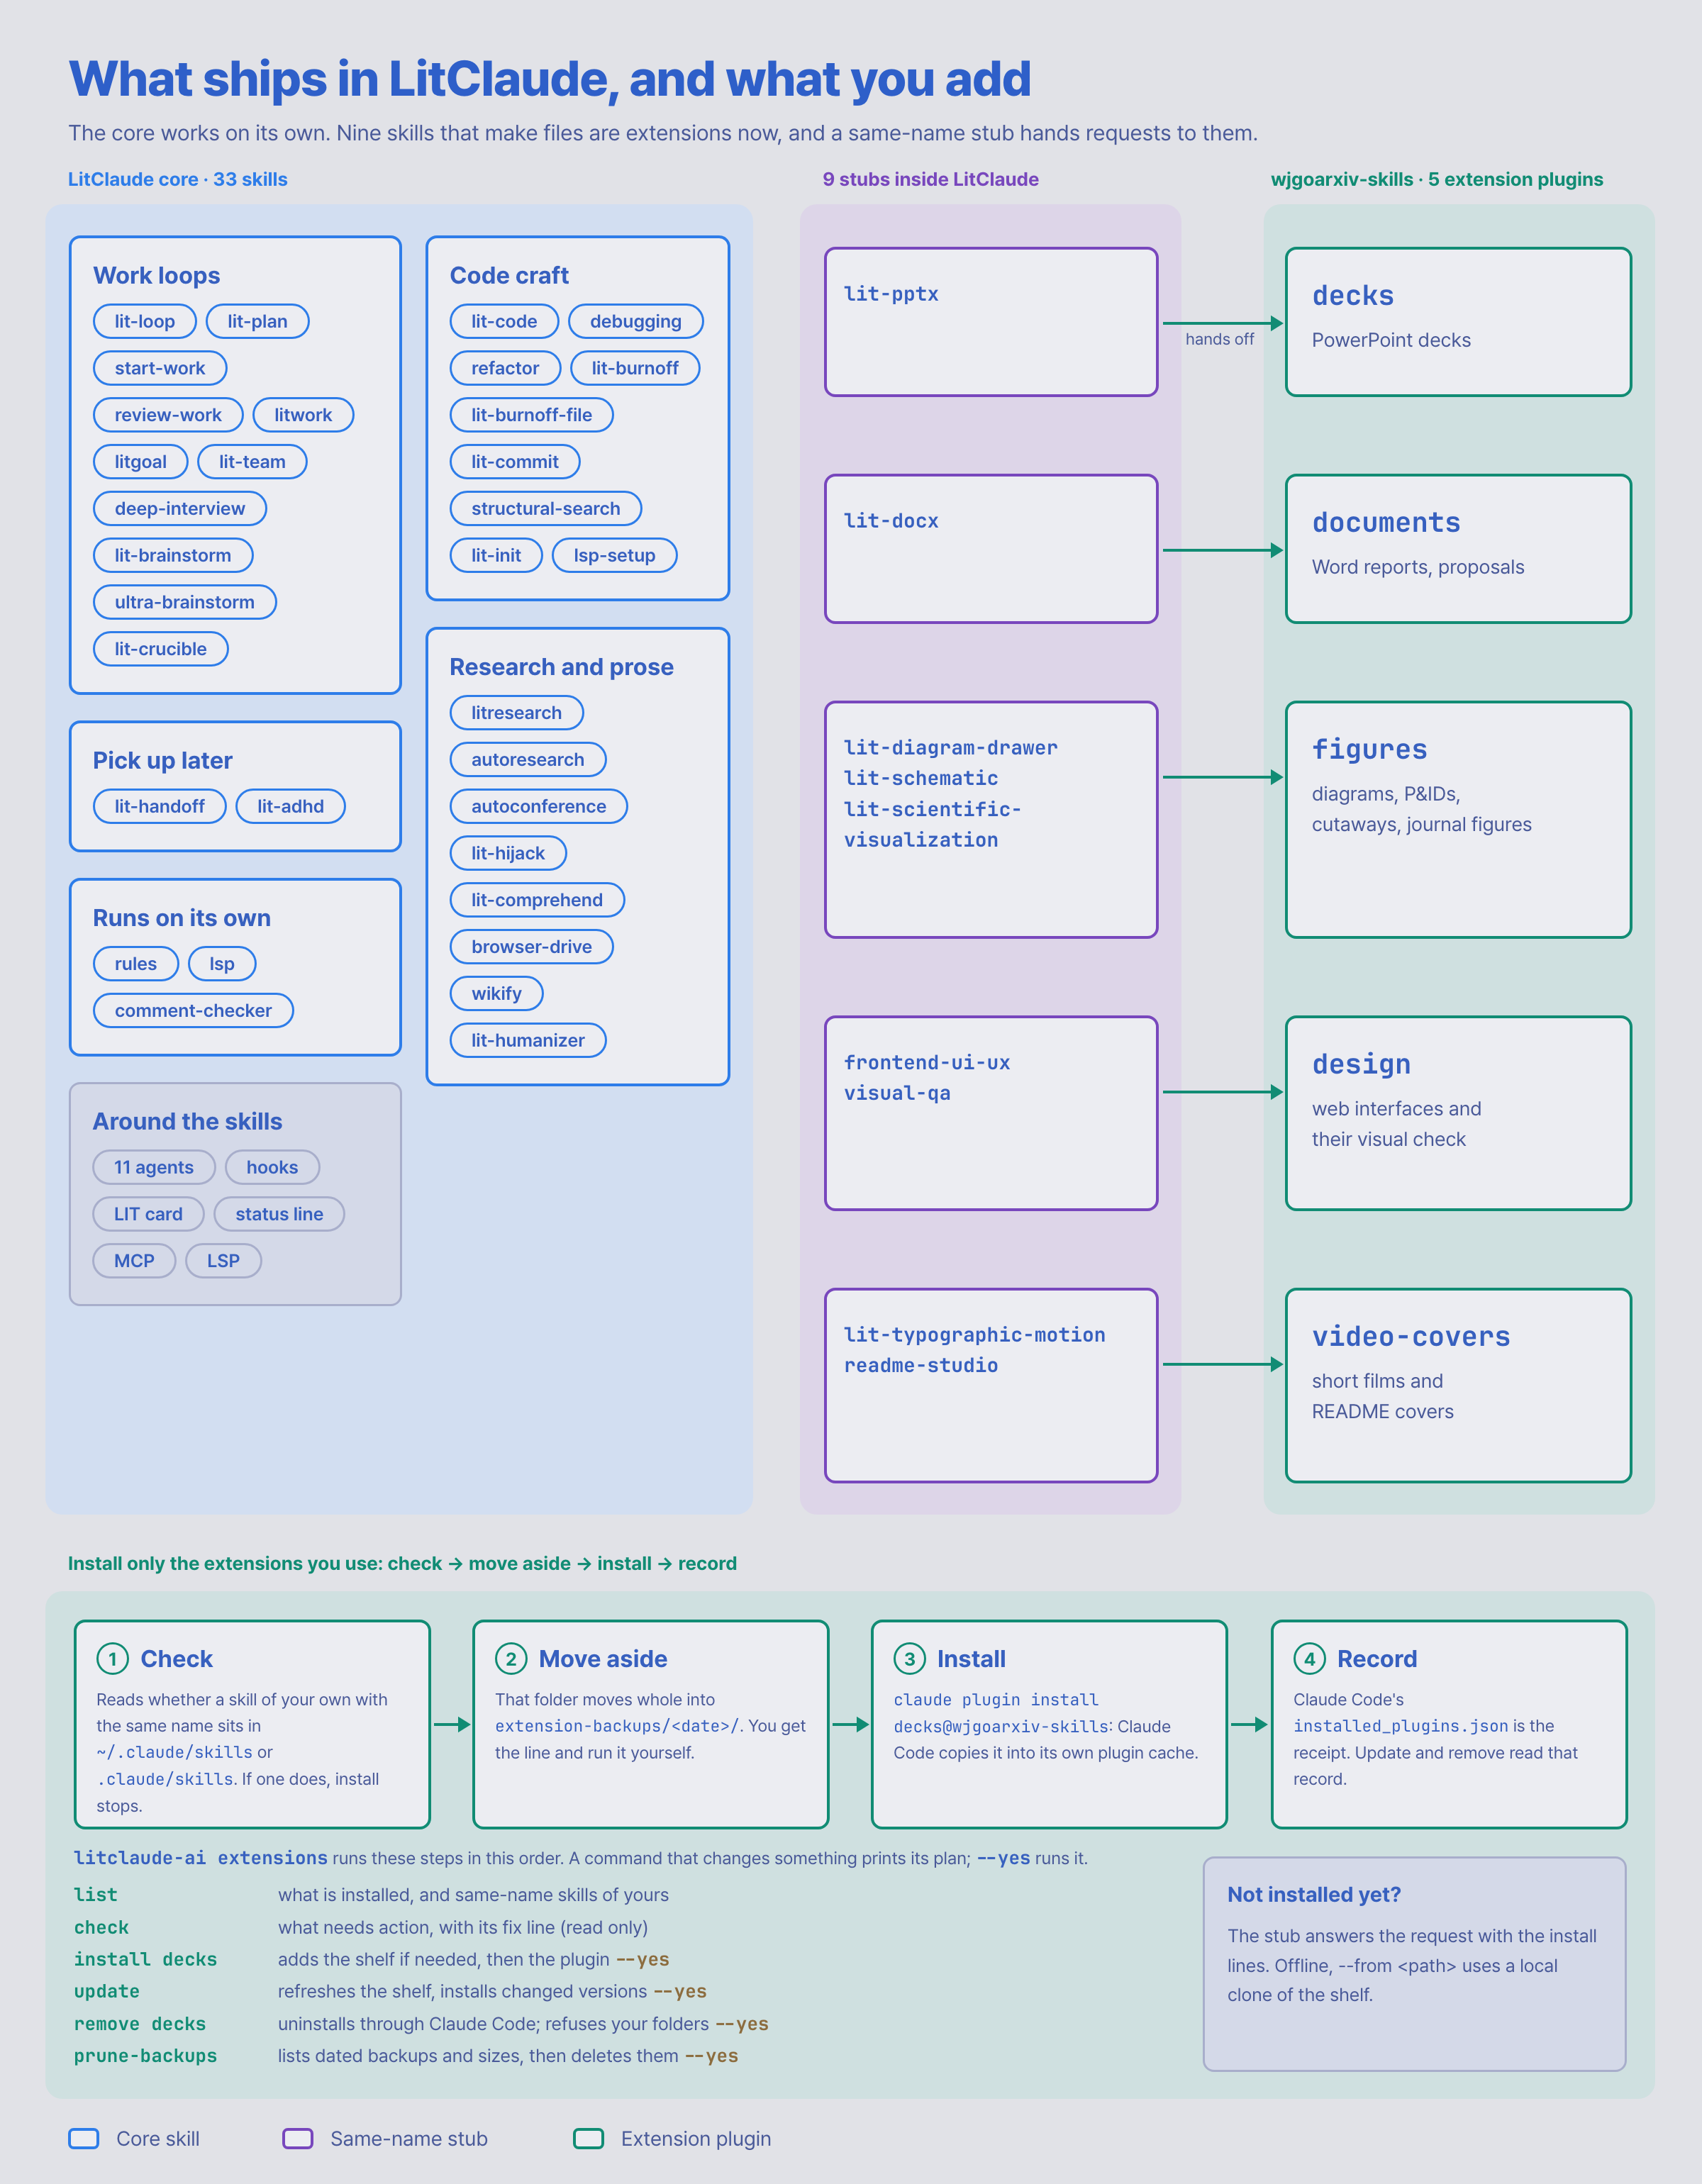 What ships in LitClaude, and what you add
The core works on its own. Nine skills that make files are extensions now, and a same-name stub hands requests to them.
LitClaude core · 33 skills
Work loops
lit-loop lit-plan
start-work
review-work litwork
litgoal lit-team
deep-interview
lit-brainstorm
ultra-brainstorm
lit-crucible
Pick up later
lit-handoff lit-adhd
Runs on its own
rules lsp
comment-checker
Around the skills
11 agents hooks
LIT card status line
MCP LSP
Code craft
lit-code debugging
refactor lit-burnoff
lit-burnoff-file
lit-commit
structural-search
lit-init lsp-setup
Research and prose
litresearch
autoresearch
autoconference
lit-hijack
lit-comprehend
browser-drive
wikify
lit-humanizer
9 stubs inside LitClaude
wjgoarxiv-skills · 5 extension plugins
lit-pptx
hands off
decks
PowerPoint decks
lit-docx
documents
Word reports, proposals
lit-diagram-drawer
lit-schematic
lit-scientific-
visualization
figures
diagrams, P&IDs,
cutaways, journal figures
frontend-ui-ux
visual-qa
design
web interfaces and
their visual check
lit-typographic-motion
readme-studio
video-covers
short films and
README covers
Install only the extensions you use: check → move aside → install → record
1 Check
Reads whether a skill of your own with
the same name sits in
~/.claude/skills or
.claude/skills. If one does, install
stops.
2 Move aside
That folder moves whole into
extension-backups/<date>/. You get
the line and run it yourself.
3 Install
claude plugin install
decks@wjgoarxiv-skills: Claude
Code copies it into its own plugin cache.
4 Record
Claude Code's
installed_plugins.json is the
receipt. Update and remove read that
record.
litclaude-ai extensions runs these steps in this order. A command that changes something prints its plan; --yes runs it.
list what is installed, and same-name skills of yours
check what needs action, with its fix line (read only)
install decks adds the shelf if needed, then the plugin --yes
update refreshes the shelf, installs changed versions --yes
remove decks uninstalls through Claude Code; refuses your folders --yes
prune-backups lists dated backups and sizes, then deletes them --yes
Not installed yet?
The stub answers the request with the install
lines. Offline, --from <path> uses a local
clone of the shelf.
Core skill Same-name stub Extension plugin